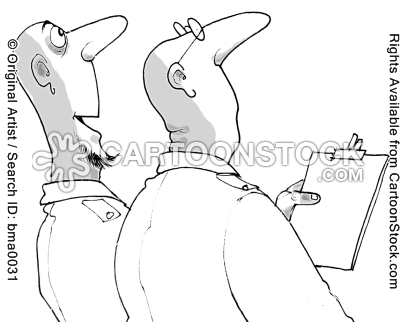 © Original Artist / Search ID: bma0031
Rights Available from CartoonStock.com
CARTOONSTOCK
.com